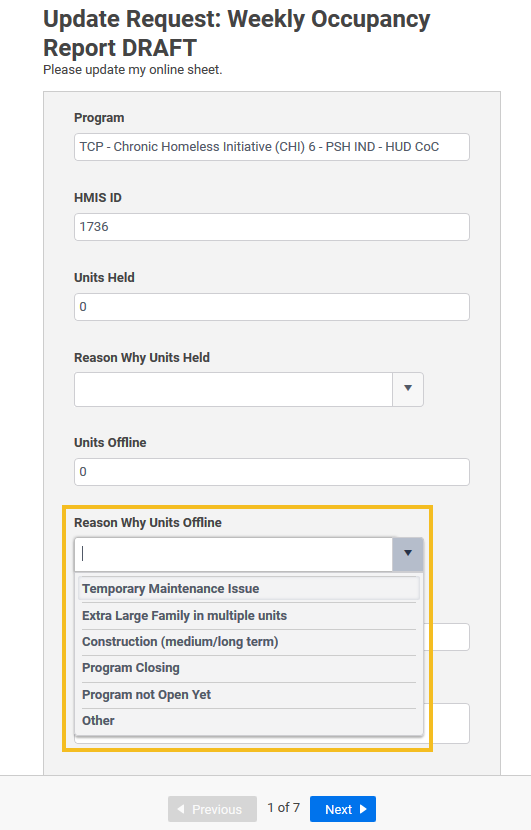 Update Request: Weekly Occupancy
Report DRAFT
Please update my online sheet.
Program
TCP - Chronic Homeless Initiative (CHI) 6 - PSH IND - HUD CoC
HMIS ID
1736
Units Held
0
Reason Why Units Held
Units Offline
0
Reason Why Units Offline
Temporary Maintenance Issue
Extra Large Family in multiple units
Construction (medium/long term)
Program Closing
Program not Open Yet
Other
Previous 1 of 7 Next